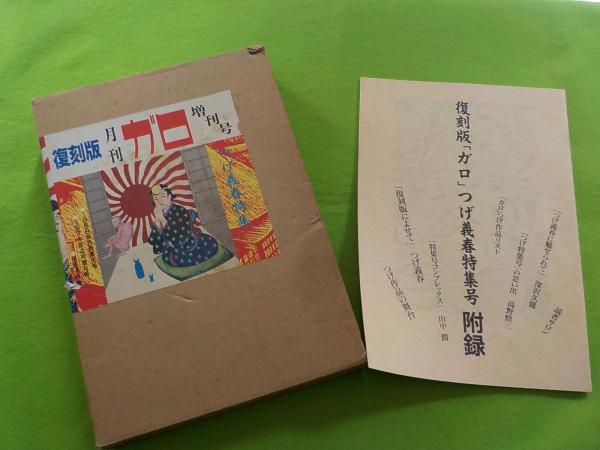 復刻版
月刊
ガロ
増刊号
つげ義春特集
復刻版「ガロ」つげ義春特集号 附録
「つげ義春に魅せられて」 深沢久雄
「つげ特集号」の思い出 高野慎三
「ガロ」つげ作品リスト
「特集号コンプレックス」 山中 潤
「復刻版によせて」 つげ義春
つげ作品の舞台